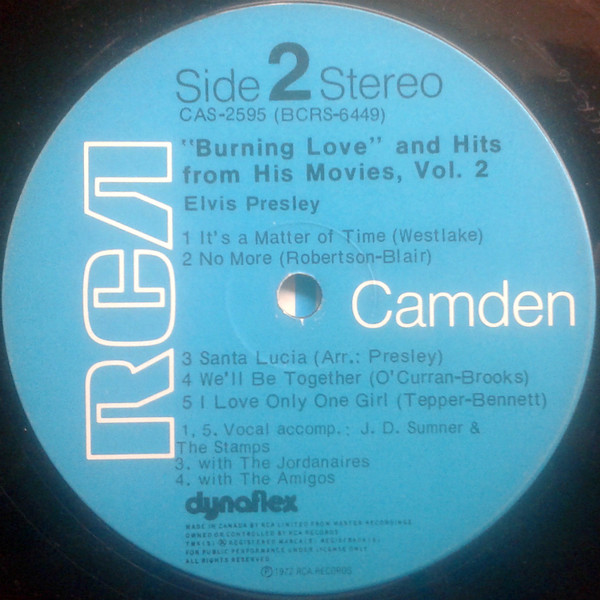 Side 2 Stereo
CAS-2595 (BCRS-6449)
"Burning Love" and Hits
from His Movies, Vol. 2
Elvis Presley
1 It's a Matter of Time (Westlake)
2 No More (Robertson-Blair)
RCA
Camden
3 Santa Lucia (Arr.: Presley)
4 We'll Be Together (O'Curran-Brooks)
5 I Love Only One Girl (Tepper-Bennett)
1, 5. Vocal accomp.: J. D. Sumner &
The Stamps
3. with The Jordanaires
4. with The Amigos
dynaflex
MADE IN CANADA BY RCA LIMITED FROM MASTER RECORDINGS
OWNED OR CONTROLLED BY RCA RECORDS
TMK(S) ® REGISTERED MARCA(S) REGISTRADA(S)
FOR PUBLIC PERFORMANCE UNDER LICENSE ONLY
ALL RIGHTS RESERVED
℗ 1972 RCA RECORDS